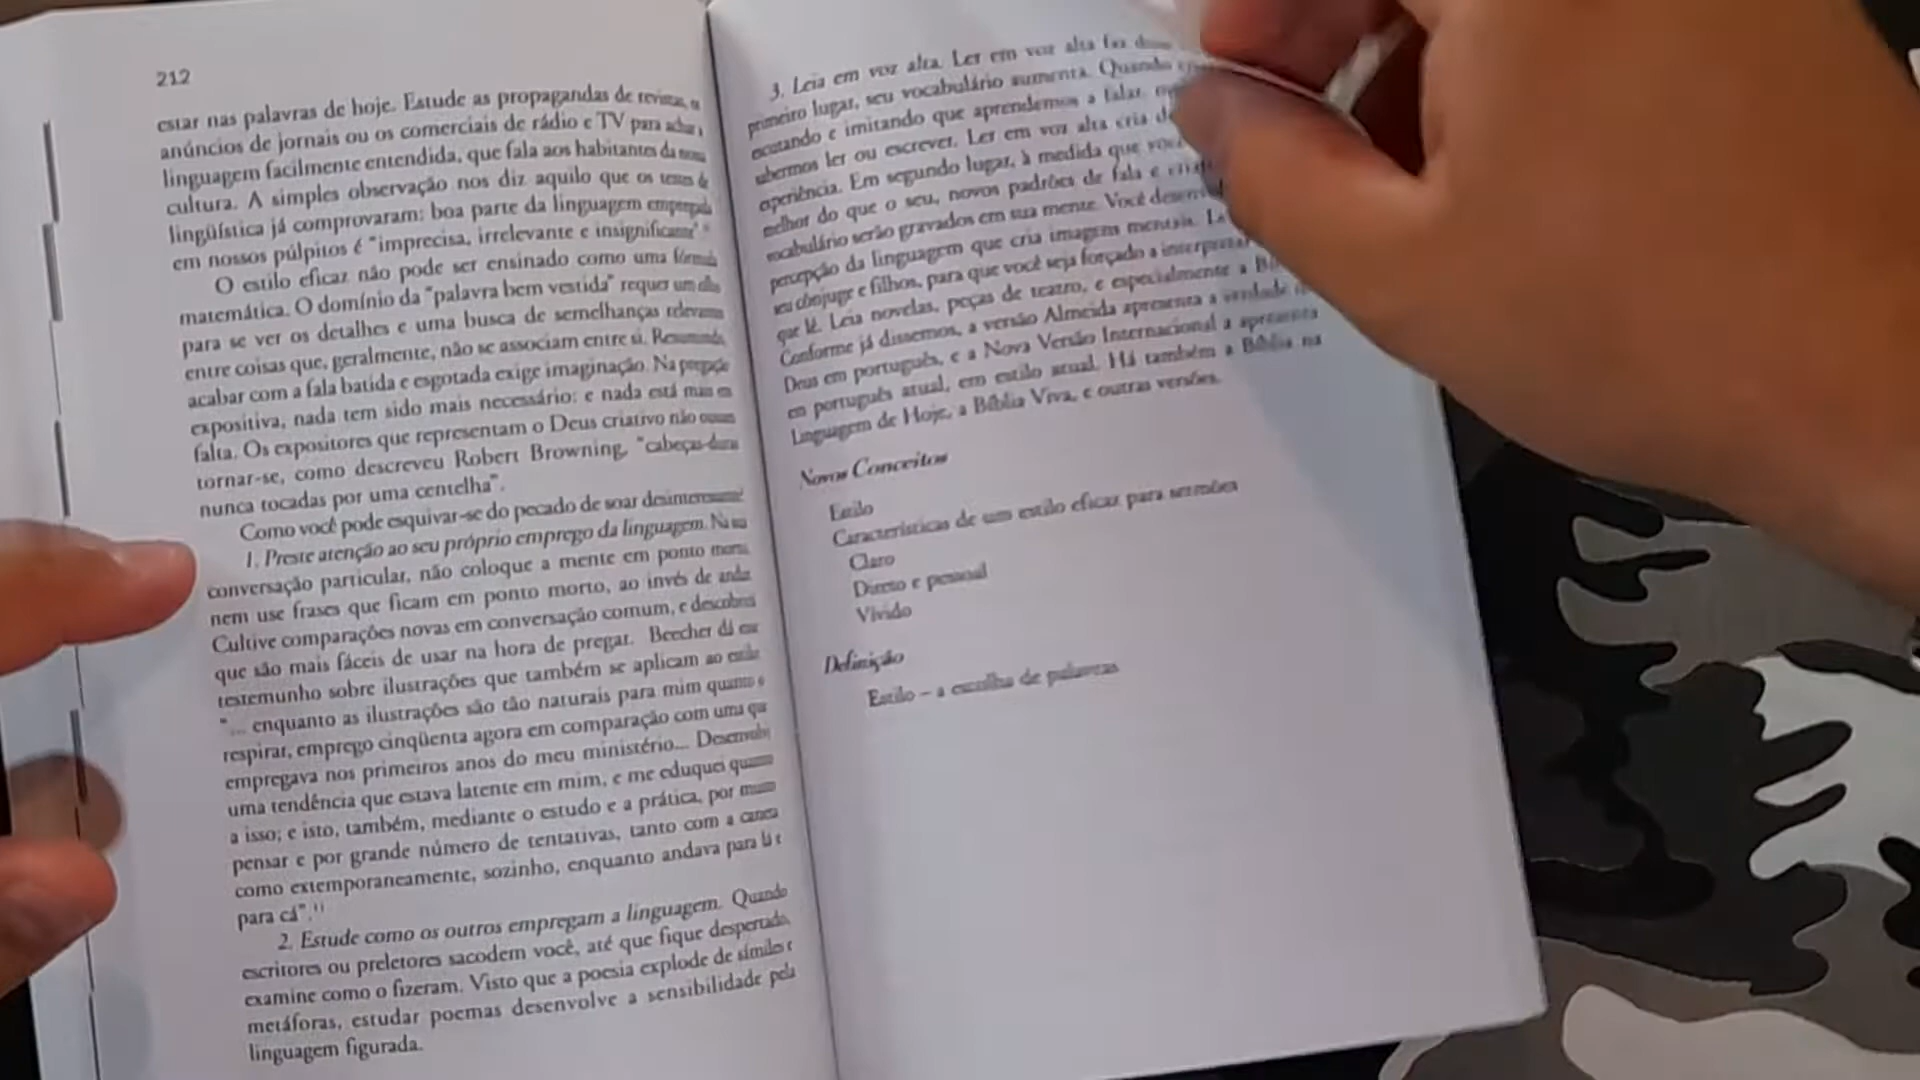 212
estar nas palavras de hoje. Estude as propagandas de revistas, os
anúncios de jornais ou os comerciais de rádio e TV para achar a
linguagem facilmente entendida, que fala aos habitantes da nossa
cultura. A simples observação nos diz aquilo que os testes de
lingüística já comprovaram: boa parte da linguagem empregada
em nossos púlpitos é "imprecisa, irrelevante e insignificante".
O estilo eficaz não pode ser ensinado como uma fórmula
matemática. O domínio da "palavra bem vestida" requer um olho
para se ver os detalhes e uma busca de semelhanças relevantes
entre coisas que, geralmente, não se associam entre si. Resumindo,
acabar com a fala batida e esgotada exige imaginação. Na pregação
expositiva, nada tem sido mais necessário: e nada está mais em
falta. Os expositores que representam o Deus criativo não ousam
tornar-se, como descreveu Robert Browning, "cabeças-duras
nunca tocadas por uma centelha".
Como você pode esquivar-se do pecado de soar desinteressante?
1. Preste atenção ao seu próprio emprego da linguagem. Na sua
conversação particular, não coloque a mente em ponto morto,
nem use frases que ficam em ponto morto, ao invés de andar.
Cultive comparações novas em conversação comum, e descobrirá
que são mais fáceis de usar na hora de pregar. Beecher dá esse
testemunho sobre ilustrações que também se aplicam ao estilo:
"... enquanto as ilustrações são tão naturais para mim quanto o
respirar, emprego cinqüenta agora em comparação com uma que
empregava nos primeiros anos do meu ministério... Desenvolvi
uma tendência que estava latente em mim, e me eduquei quanto
a isso; e isto, também, mediante o estudo e a prática, por muito
pensar e por grande número de tentativas, tanto com a caneta
como extemporaneamente, sozinho, enquanto andava para lá e
para cá".¹¹
2. Estude como os outros empregam a linguagem. Quando
escritores ou preletores sacodem você, até que fique despertado,
examine como o fizeram. Visto que a poesia explode de símiles e
metáforas, estudar poemas desenvolve a sensibilidade pela
linguagem figurada.
3. Leia em voz alta. Ler em voz alta faz duas
primeiro lugar, seu vocabulário aumenta. Quando
escutando e imitando que aprendemos a falar,
sabermos ler ou escrever. Ler em voz alta cria
experiência. Em segundo lugar, à medida que você
melhor do que o seu, novos padrões de fala e
vocabulário serão gravados em sua mente. Você
percepção da linguagem que cria imagens mentais.
seu cônjuge e filhos, para que você seja forçado a interpretar
que lê. Leia novelas, peças de teatro, e especialmente a
Conforme já dissemos, a versão Almeida apresenta a verdade
Deus em português, e a Nova Versão Internacional a apresenta
em português atual, em estilo atual. Há também a Bíblia na
Linguagem de Hoje, a Bíblia Viva, e outras versões.
Novos Conceitos
Estilo
Características de um estilo eficaz para sermões
Claro
Direto e pessoal
Vívido
Definição
Estilo – a escolha de palavras